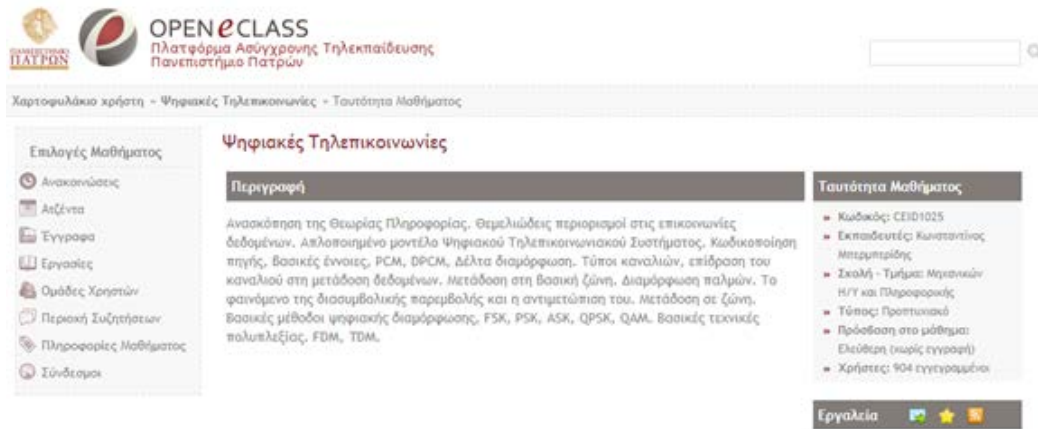 ΠΑΝΕΠΙΣΤΗΜΙΟ
ΠΑΤΡΩΝ
OPEN eCLASS
Πλατφόρμα Ασύγχρονης Τηλεκπαίδευσης
Πανεπιστήμιο Πατρών
Χαρτοφυλάκιο χρήστη » Ψηφιακές Τηλεπικοινωνίες » Ταυτότητα Μαθήματος
Επιλογές Μαθήματος
Ανακοινώσεις
Ατζέντα
Έγγραφα
Εργασίες
Ομάδες Χρηστών
Περιοχή Συζητήσεων
Πληροφορίες Μαθήματος
Σύνδεσμοι
Ψηφιακές Τηλεπικοινωνίες
Περιγραφή
Ανασκόπηση της Θεωρίας Πληροφορίας. Θεμελιώδεις περιορισμοί στις επικοινωνίες
δεδομένων. Απλοποιημένο μοντέλο Ψηφιακού Τηλεπικοινωνιακού Συστήματος. Κωδικοποίηση
πηγής, βασικές έννοιες, PCM, DPCM, Δέλτα διαμόρφωση. Τύποι καναλιών, επίδραση του
καναλιού στη μετάδοση δεδομένων. Μετάδοση στη βασική ζώνη. Διαμόρφωση παλμών. Το
φαινόμενο της διασυμβολικής παρεμβολής και η αντιμετώπιση του. Μετάδοση σε ζώνη.
Βασικές μέθοδοι ψηφιακής διαμόρφωσης, FSK, PSK, ASK, QPSK, QAM. Βασικές τεχνικές
πολυπλεξίας. FDM, TDM.
Ταυτότητα Μαθήματος
» Κωδικός: CEID1025
» Εκπαιδευτές: Κωνσταντίνος
Μπερμπερίδης
» Σχολή - Τμήμα: Μηχανικών
Η/Υ και Πληροφορικής
» Τύπος: Προπτυχιακό
» Πρόσβαση στο μάθημα:
Ελεύθερη (χωρίς εγγραφή)
» Χρήστες: 904 εγγεγραμμένοι
Εργαλεία